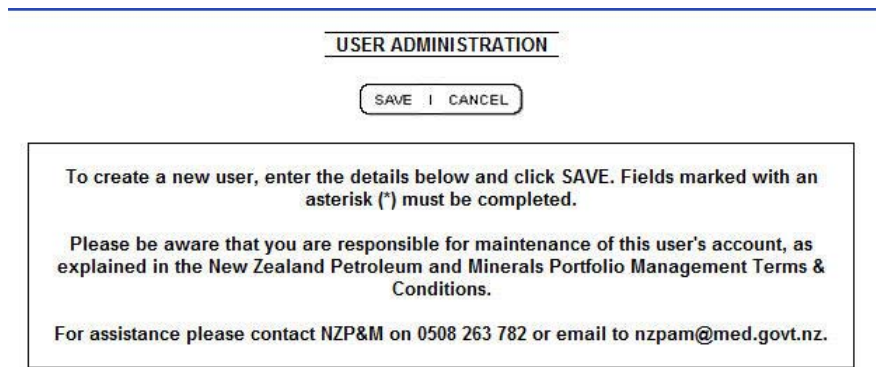 USER ADMINISTRATION
SAVE | CANCEL
To create a new user, enter the details below and click SAVE. Fields marked with an
asterisk (*) must be completed.
Please be aware that you are responsible for maintenance of this user's account, as
explained in the New Zealand Petroleum and Minerals Portfolio Management Terms &
Conditions.
For assistance please contact NZP&M on 0508 263 782 or email to nzpam@med.govt.nz.